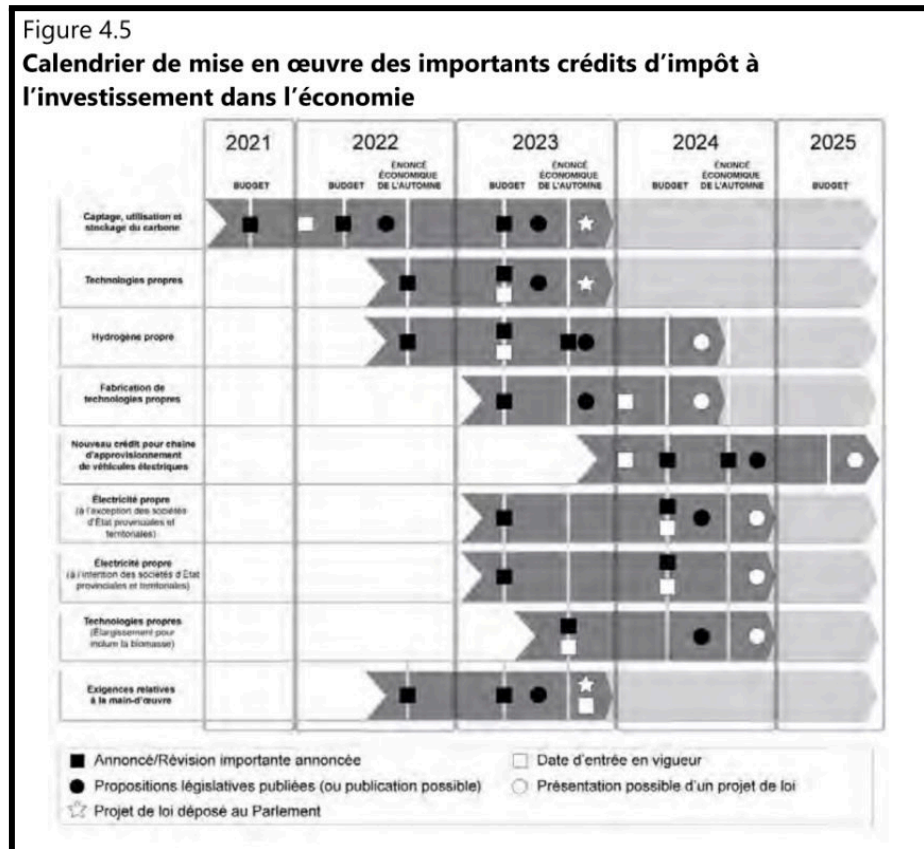 Figure 4.5
Calendrier de mise en œuvre des importants crédits d’impôt à
l’investissement dans l’économie
2021
2022
2023
2024
2025
BUDGET
BUDGET
ÉNONCÉ
ÉCONOMIQUE
DE L'AUTOMNE
BUDGET
ÉNONCÉ
ÉCONOMIQUE
DE L'AUTOMNE
BUDGET
ÉNONCÉ
ÉCONOMIQUE
DE L'AUTOMNE
BUDGET
Captage, utilisation et
stockage du carbone
Technologies propres
Hydrogène propre
Fabrication de
technologies propres
Nouveau crédit pour chaîne
d'approvisionnement
de véhicules électriques
Électricité propre
(à l'exception des sociétés
d'État provinciales et
territoriales)
Électricité propre
(à l'intention des sociétés d'État
provinciales et territoriales)
Technologies propres
(Élargissement pour
inclure la biomasse)
Exigences relatives
à la main-d'œuvre
Annoncé/Révision importante annoncée
Date d'entrée en vigueur
Propositions législatives publiées (ou publication possible)
Présentation possible d'un projet de loi
Projet de loi déposé au Parlement